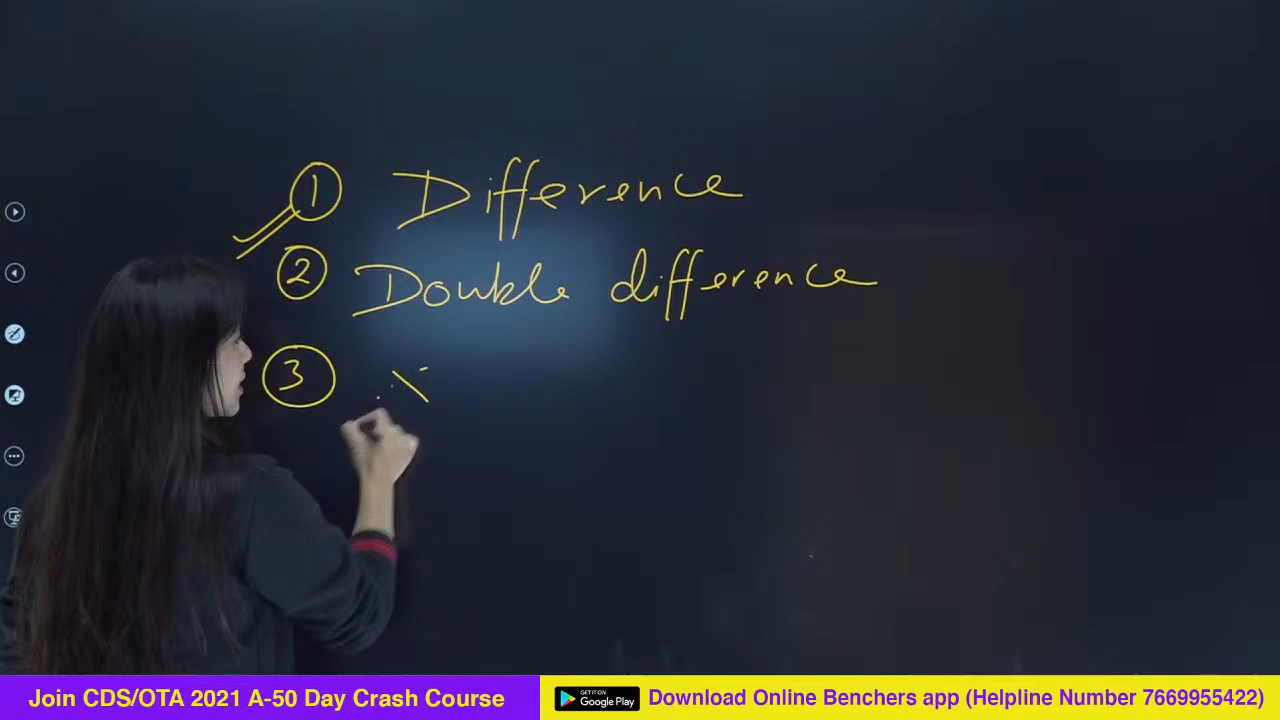 1 Difference
2 Double difference
3 ×
Join CDS/OTA 2021 A-50 Day Crash Course
GET IT ON
Google Play
Download Online Benchers app (Helpline Number 7669955422)